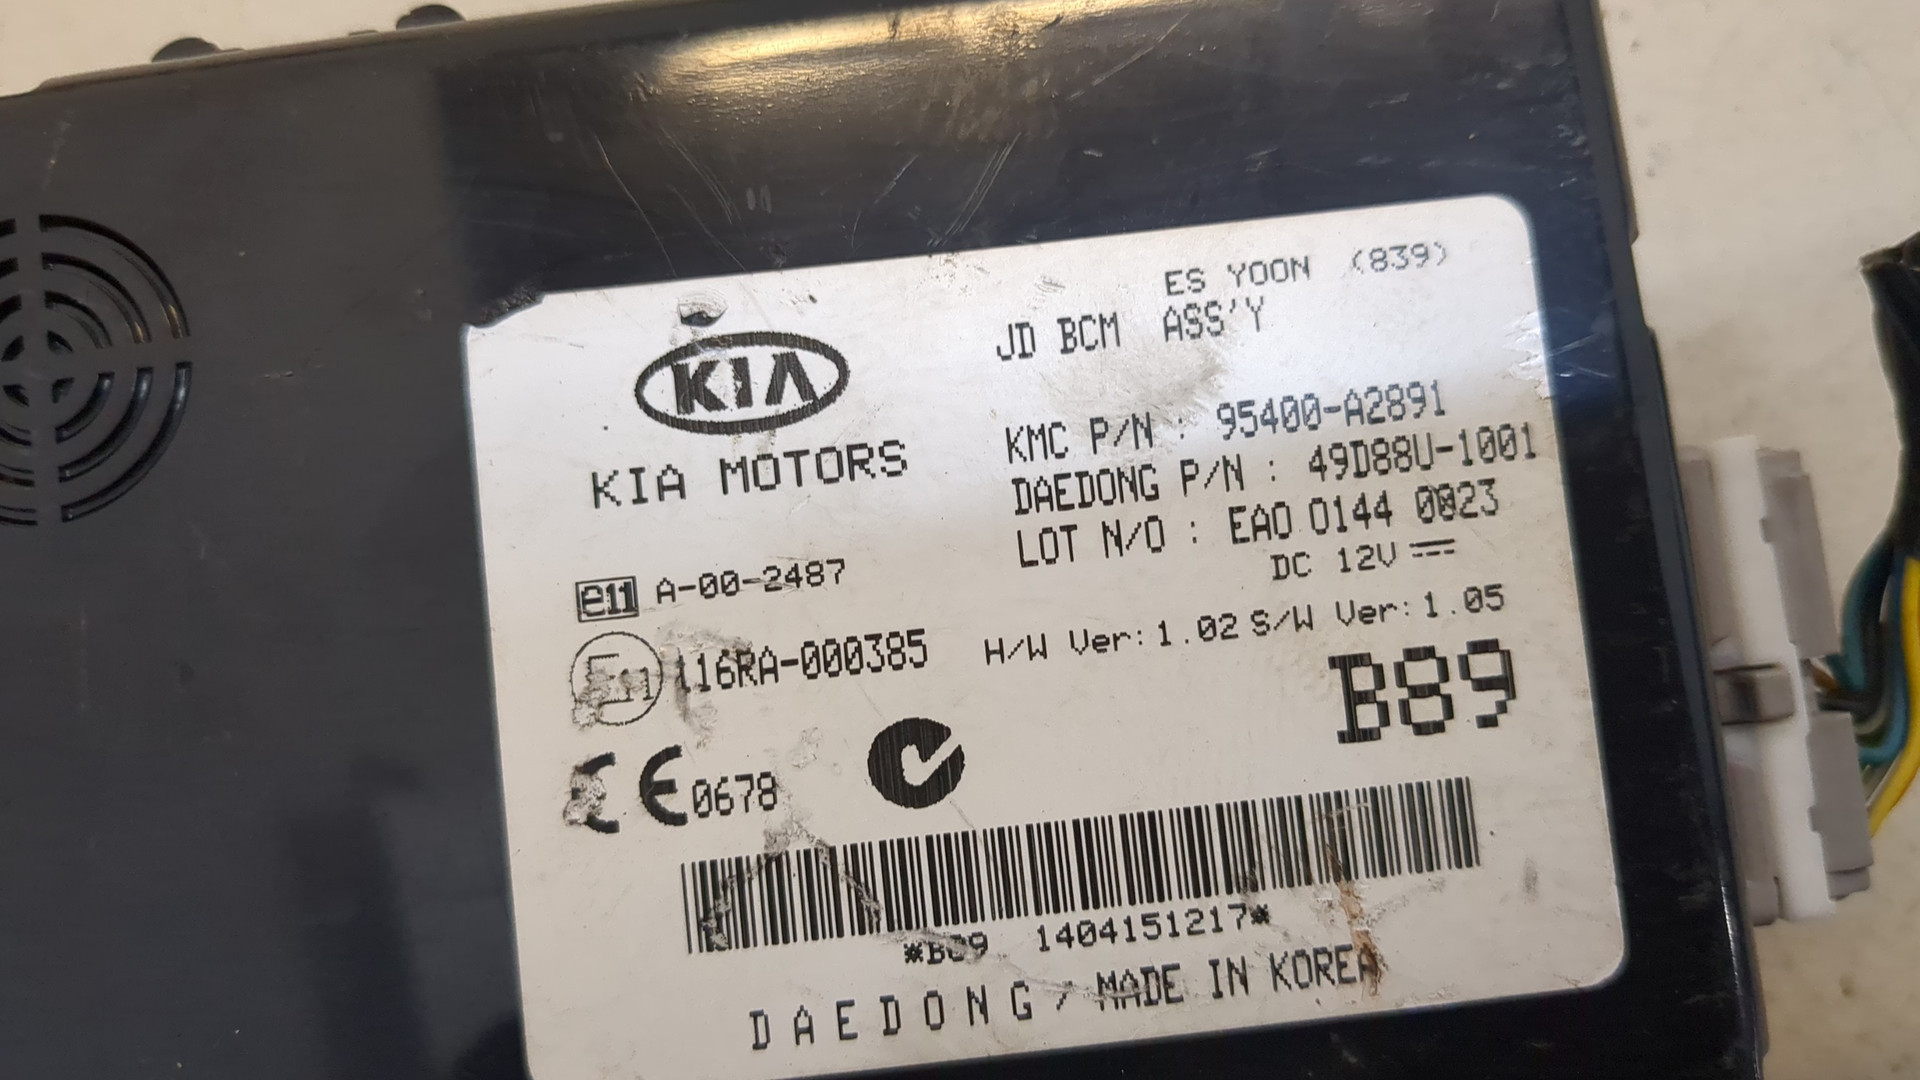 ES YOON (839)
JD BCM ASS'Y
KIA
KIA MOTORS
KMC P/N : 95400-A2891
DAEDONG P/N : 49D88U-1001
LOT N/O : EAO 0144 0023
DC 12V
e11 A-00-2487
116RA-000385
H/W Ver:1.02 S/W Ver:1.05
B89
CE 0678
1404151217*
DAEDONG / MADE IN KOREA